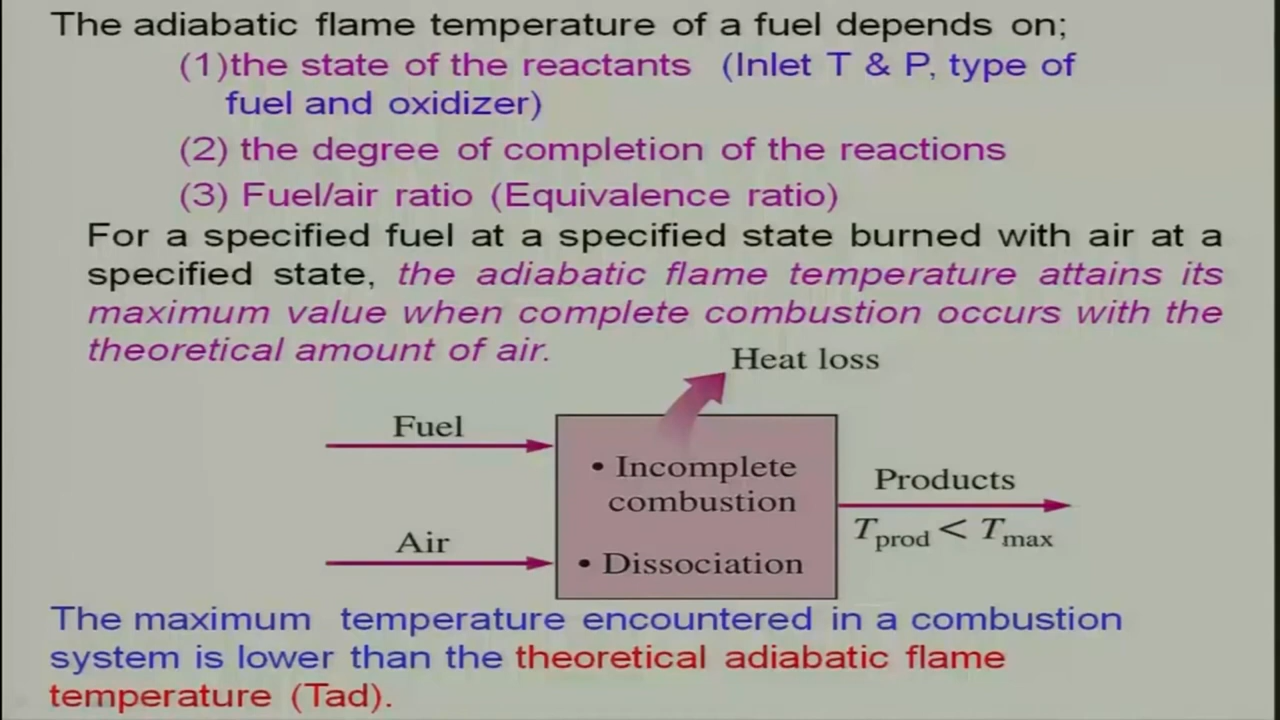 The adiabatic flame temperature of a fuel depends on;
(1)the state of the reactants (Inlet T & P, type of
fuel and oxidizer)
(2) the degree of completion of the reactions
(3) Fuel/air ratio (Equivalence ratio)
For a specified fuel at a specified state burned with air at a
specified state, the adiabatic flame temperature attains its
maximum value when complete combustion occurs with the
theoretical amount of air.
Heat loss
Fuel
• Incomplete
combustion
Products
Air
Tprod < Tmax
• Dissociation
The maximum temperature encountered in a combustion
system is lower than the theoretical adiabatic flame
temperature (Tad).